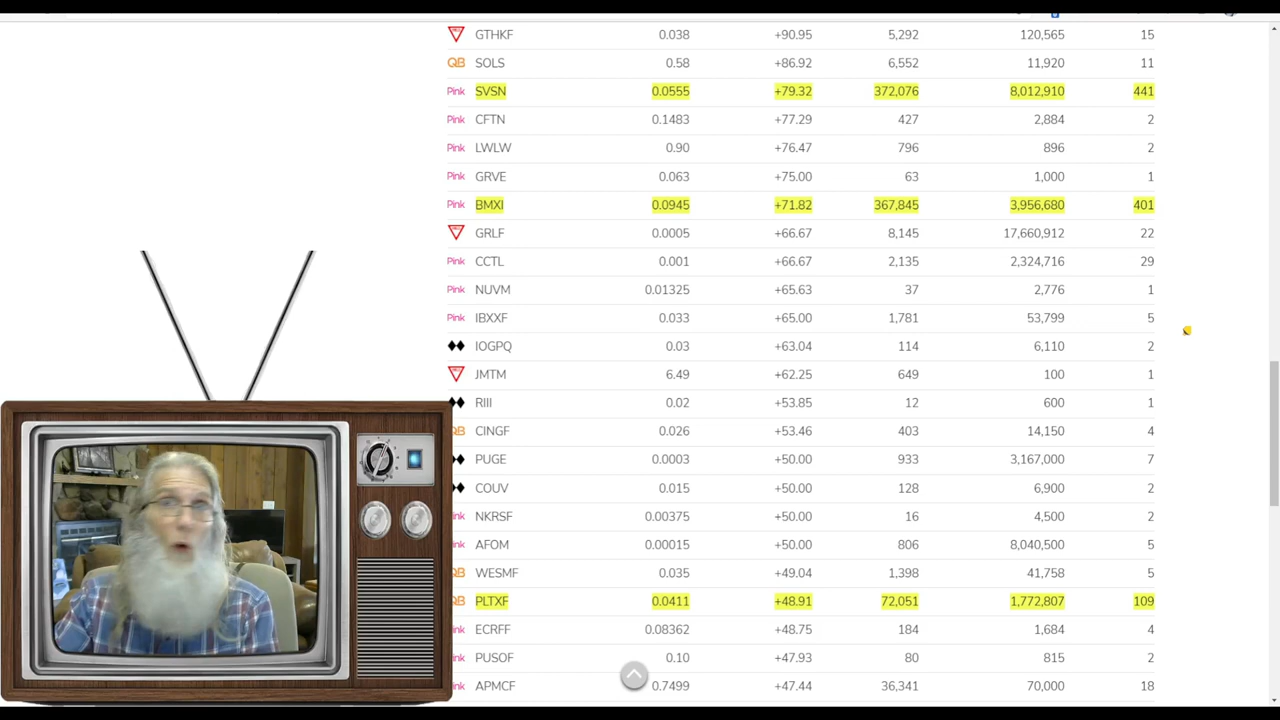 GTHKF 0.038 +90.95 5,292 120,565 15
QB SOLS 0.58 +86.92 6,552 11,920 11
Pink SVSN 0.0555 +79.32 372,076 8,012,910 441
Pink CFTN 0.1483 +77.29 427 2,884 2
Pink LWLW 0.90 +76.47 796 896 2
Pink GRVE 0.063 +75.00 63 1,000 1
Pink BMXI 0.0945 +71.82 367,845 3,956,680 401
GRLF 0.0005 +66.67 8,145 17,660,912 22
Pink CCTL 0.001 +66.67 2,135 2,324,716 29
Pink NUVM 0.01325 +65.63 37 2,776 1
Pink IBXXF 0.033 +65.00 1,781 53,799 5
IOGPQ 0.03 +63.04 114 6,110 2
JMTM 6.49 +62.25 649 100 1
RIII 0.02 +53.85 12 600 1
QB CINGF 0.026 +53.46 403 14,150 4
PUGE 0.0003 +50.00 933 3,167,000 7
COUV 0.015 +50.00 128 6,900 2
ink NKRSF 0.00375 +50.00 16 4,500 2
ink AFOM 0.00015 +50.00 806 8,040,500 5
QB WESMF 0.035 +49.04 1,398 41,758 5
QB PLTXF 0.0411 +48.91 72,051 1,772,807 109
ink ECRFF 0.08362 +48.75 184 1,684 4
ink PUSOF 0.10 +47.93 80 815 2
ink APMCF 0.7499 +47.44 36,341 70,000 18